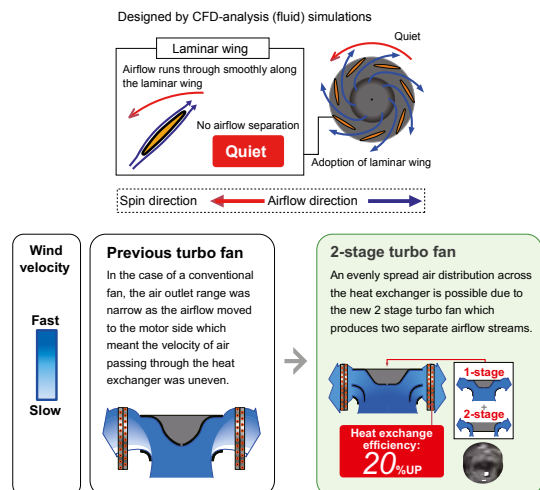 Designed by CFD-analysis (fluid) simulations
Laminar wing
Airflow runs through smoothly along
the laminar wing
No airflow separation
Quiet
Quiet
Adoption of laminar wing
Spin direction
Airflow direction
Wind
velocity
Fast
Slow
Previous turbo fan
In the case of a conventional
fan, the air outlet range was
narrow as the airflow moved
to the motor side which
meant the velocity of air
passing through the heat
exchanger was uneven.
2-stage turbo fan
An evenly spread air distribution across
the heat exchanger is possible due to
the new 2 stage turbo fan which
produces two separate airflow streams.
1-stage
+
2-stage
Heat exchange
efficiency:
20%UP